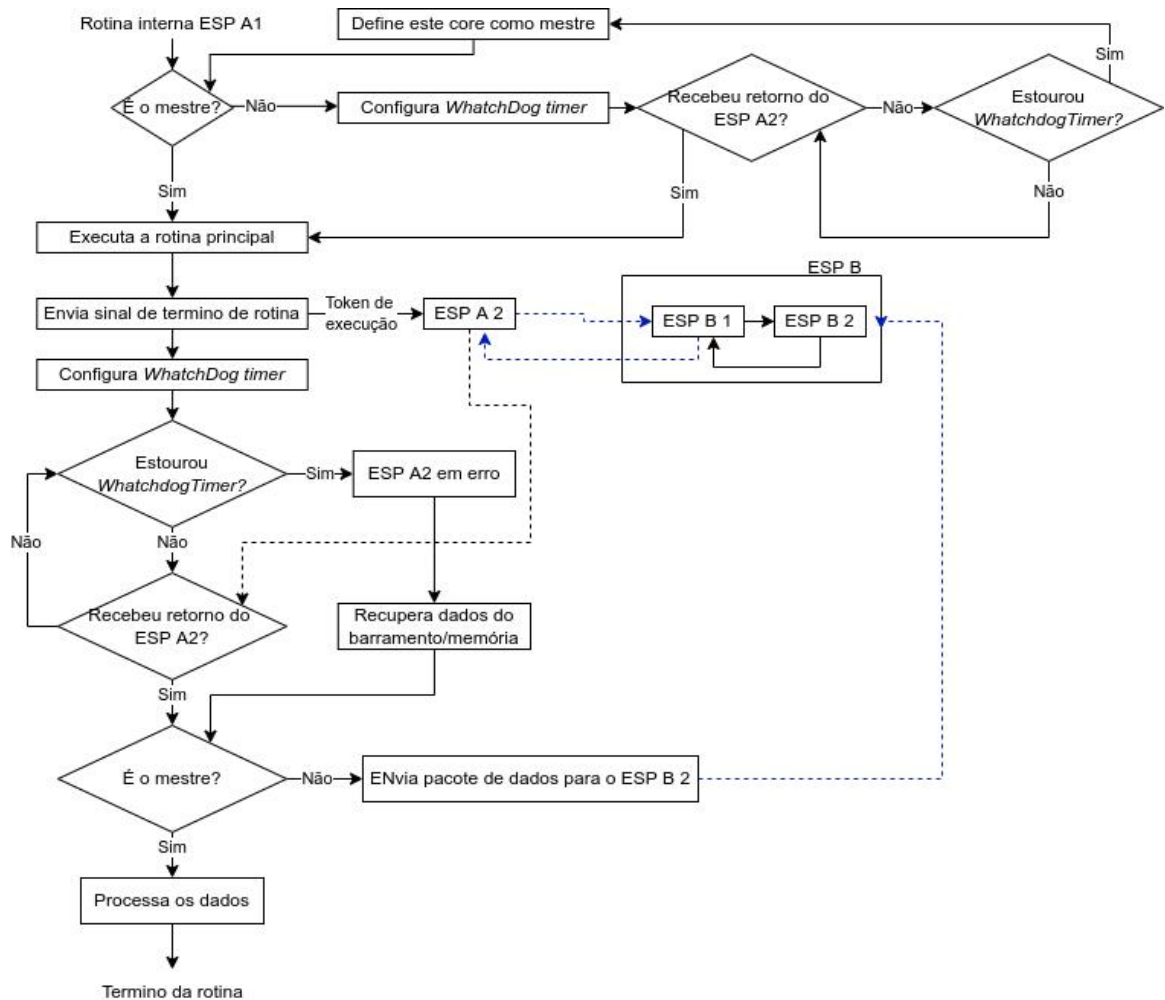 Rotina interna ESP A1
Define este core como mestre
Sim
É o mestre?
Não
Configura WhatchDog timer
Recebeu retorno do
ESP A2?
Não
Estourou
WhatchdogTimer?
Sim
Sim
Não
Executa a rotina principal
ESP B
Envia sinal de termino de rotina
Token de
execução
ESP A 2
ESP B 1
ESP B 2
Configura WhatchDog timer
Estourou
WhatchdogTimer?
Sim
ESP A2 em erro
Não
Não
Recebeu retorno do
ESP A2?
Recupera dados do
barramento/memória
Sim
É o mestre?
Não
ENvia pacote de dados para o ESP B 2
Sim
Processa os dados
Termino da rotina